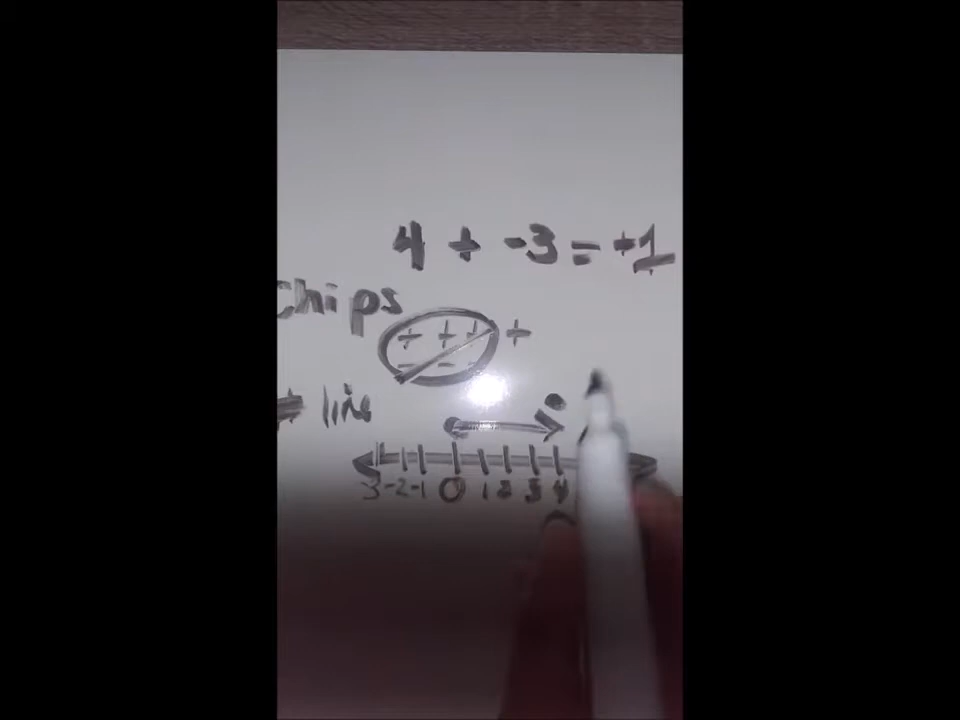 4 + -3 = +1
Chips
+ + + +
- - -
line
3 -2 -1 0 1 2 3 4